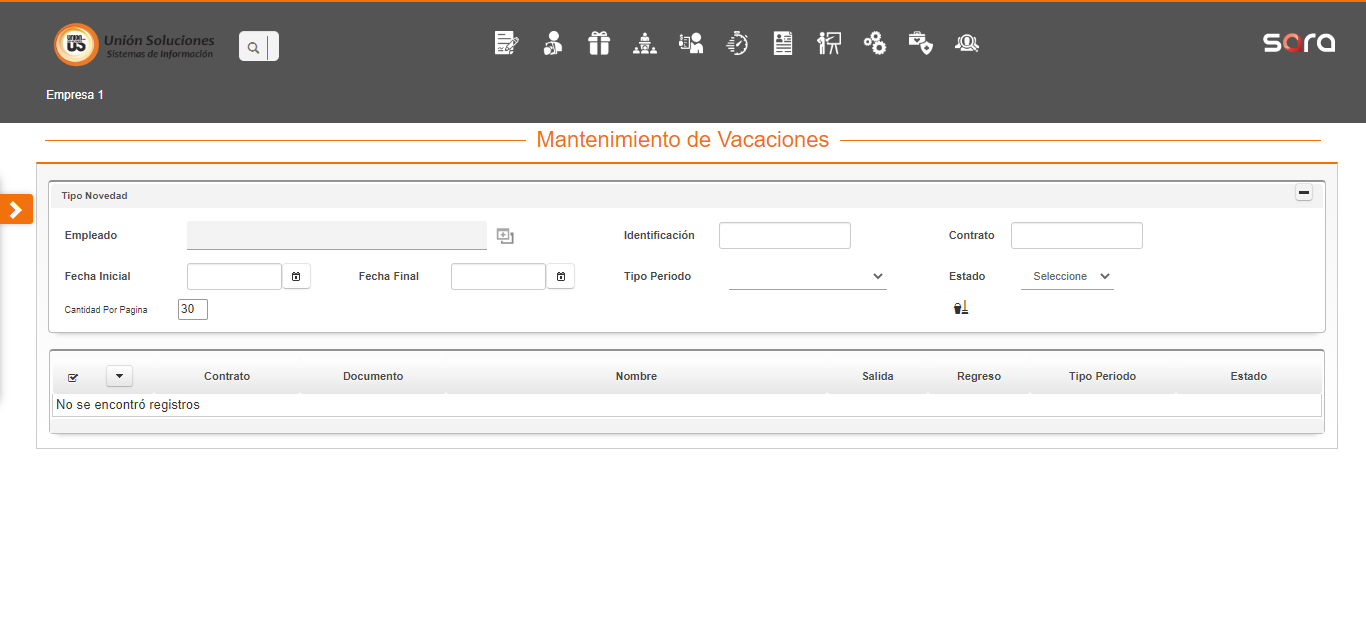 UNION
US
Unión Soluciones
Sistemas de Información
sara
Empresa 1
Mantenimiento de Vacaciones
Tipo Novedad
Empleado
Identificación
Contrato
Fecha Inicial
Fecha Final
Tipo Periodo
Estado
Seleccione
Cantidad Por Pagina
30
Contrato
Documento
Nombre
Salida
Regreso
Tipo Periodo
Estado
No se encontró registros